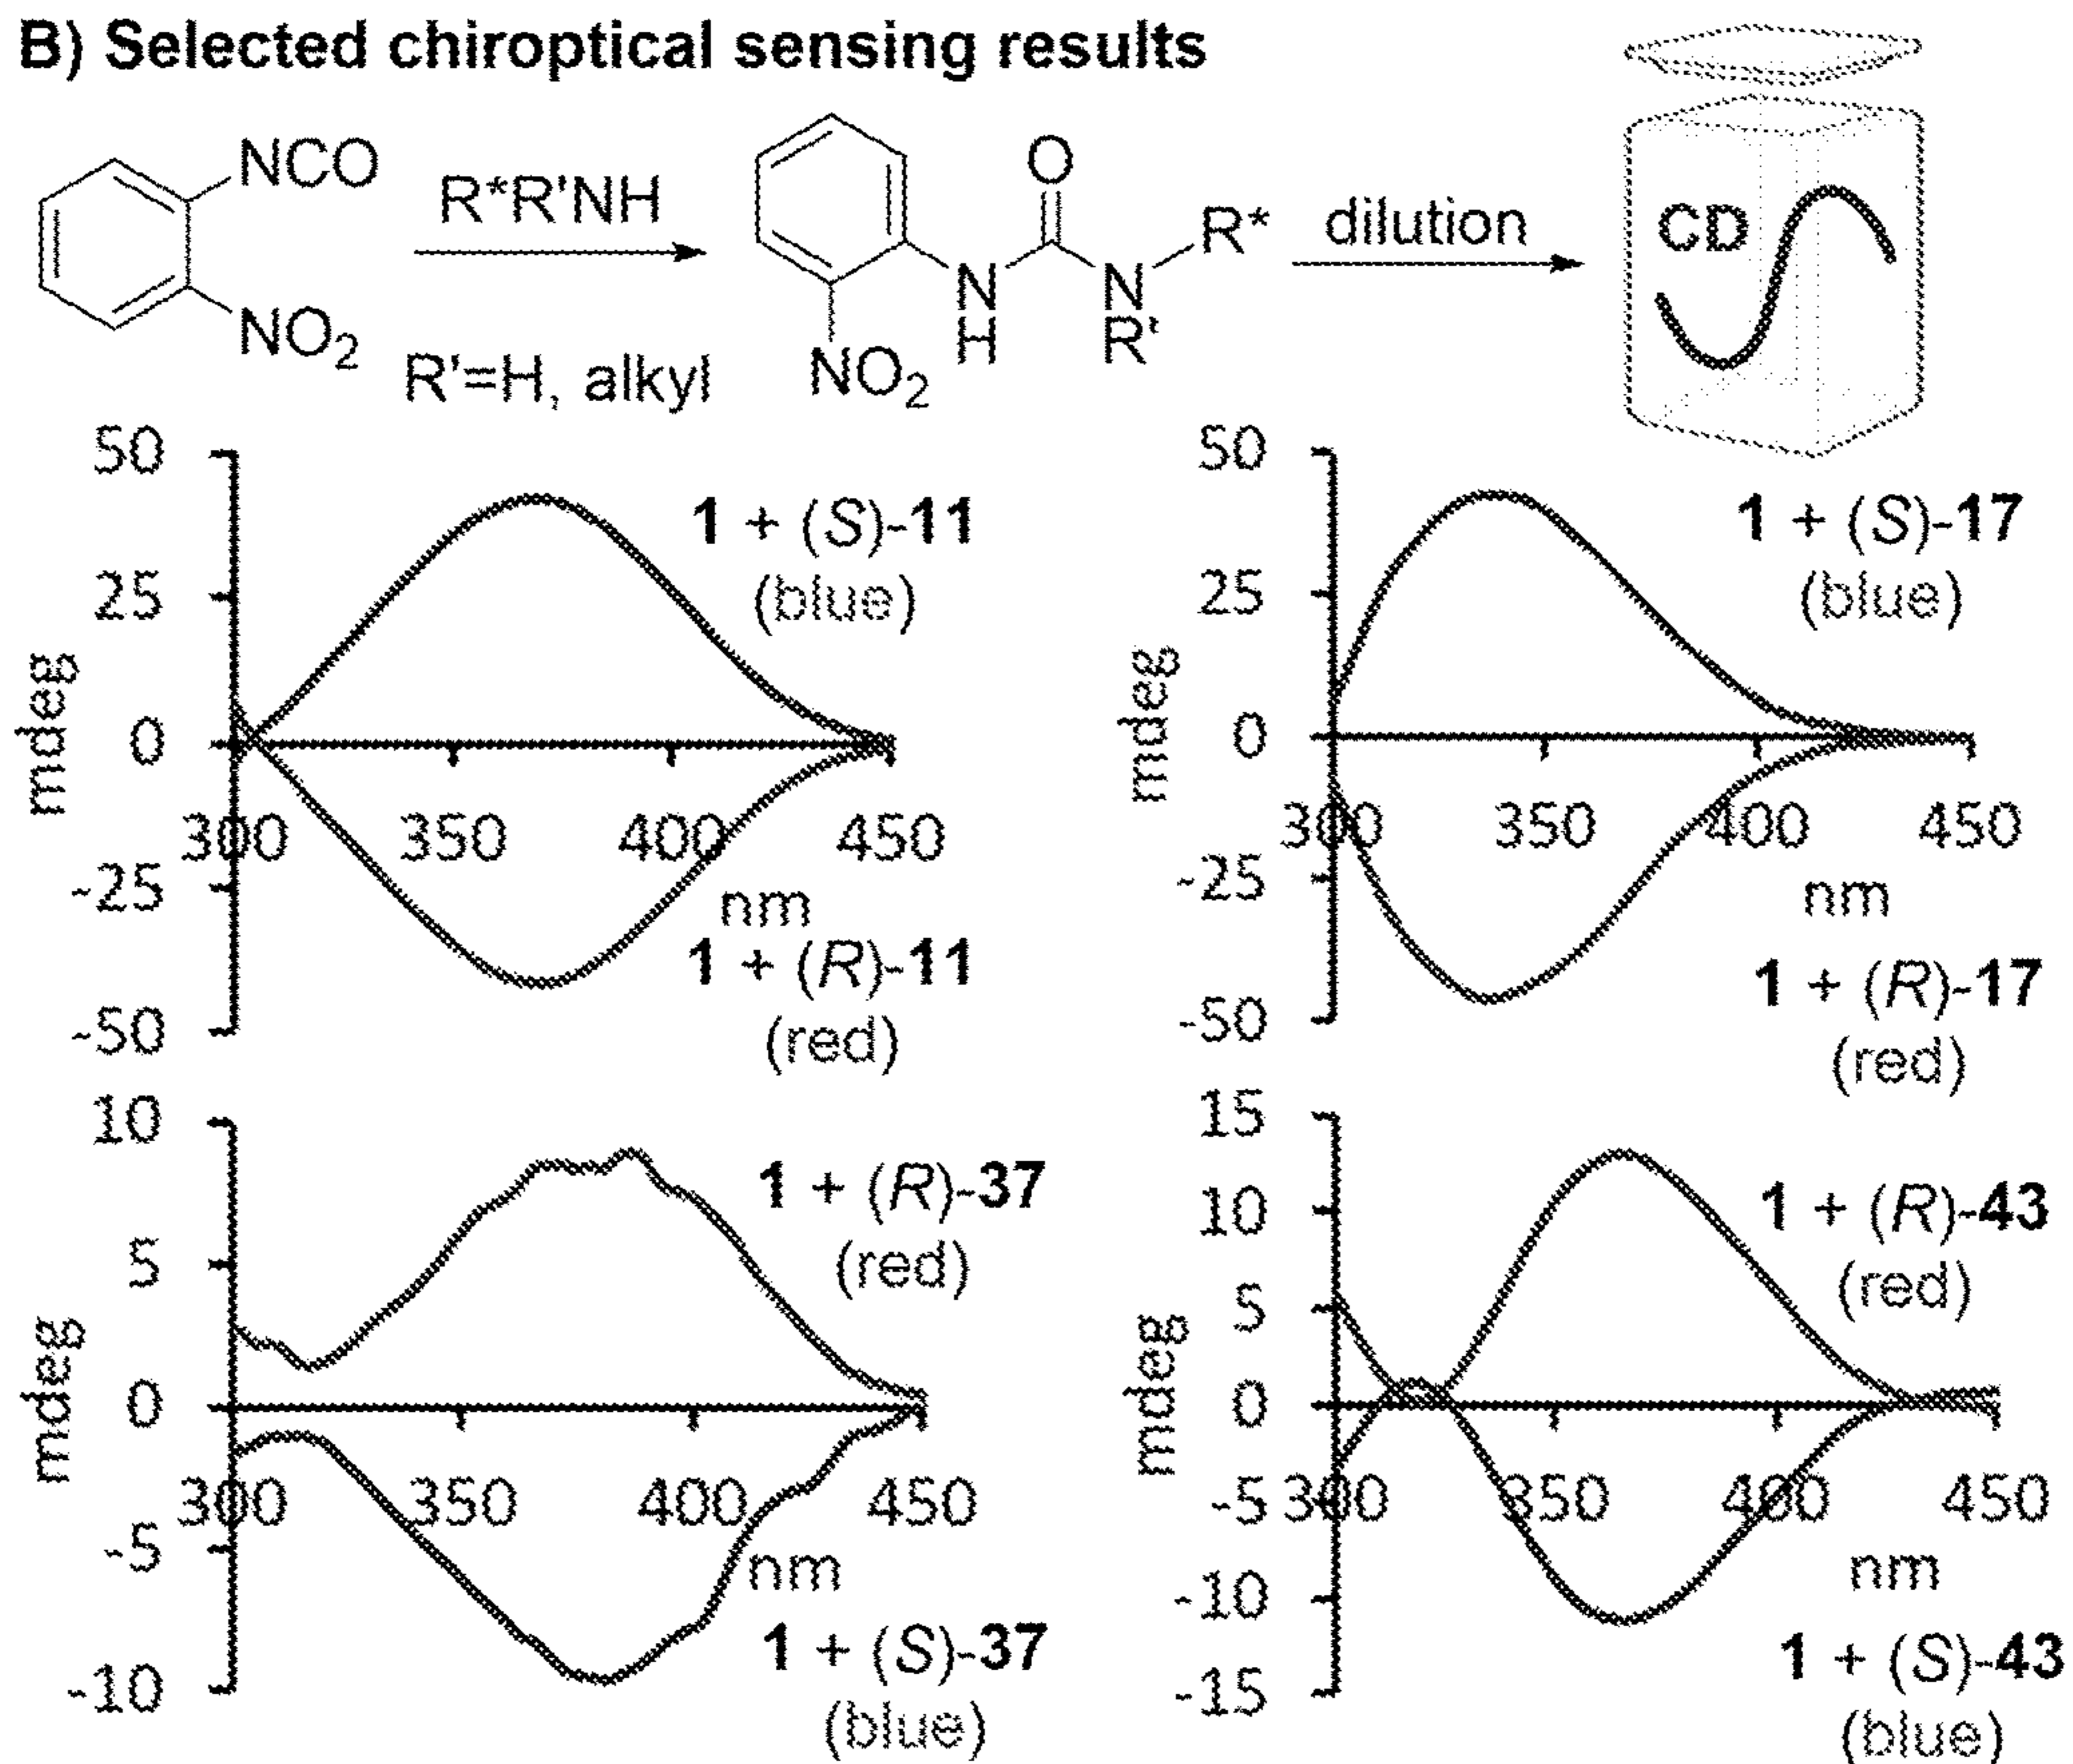 B) Selected chiroptical sensing results
NCO
NO2
R*R'NH
R'=H, alkyl
O
N
H
N
R'
R*
NO2
dilution
CD
50
25
0
-25
-50
mdeg
300 350 400 450
nm
1 + (S)-11
(blue)
1 + (R)-11
(red)
50
25
0
-25
-50
mdeg
300 350 400 450
nm
1 + (S)-17
(blue)
1 + (R)-17
(red)
10
5
0
-5
-10
mdeg
300 350 400 450
nm
1 + (R)-37
(red)
1 + (S)-37
(blue)
15
10
5
0
-5
-10
-15
mdeg
300 350 400 450
nm
1 + (R)-43
(red)
1 + (S)-43
(blue)